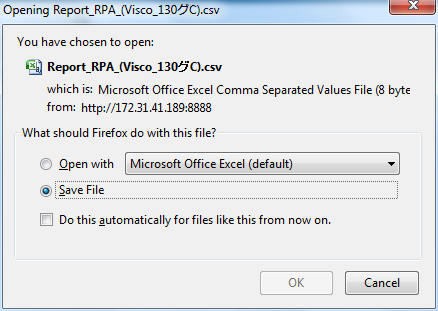 Opening Report_RPA_(Visco_130グC).csv
You have chosen to open:
Report_RPA_(Visco_130グC).csv
which is: Microsoft Office Excel Comma Separated Values File (8 byte
from: http://172.31.41.189:8888
What should Firefox do with this file?
Open with Microsoft Office Excel (default)
Save File
Do this automatically for files like this from now on.
OK Cancel